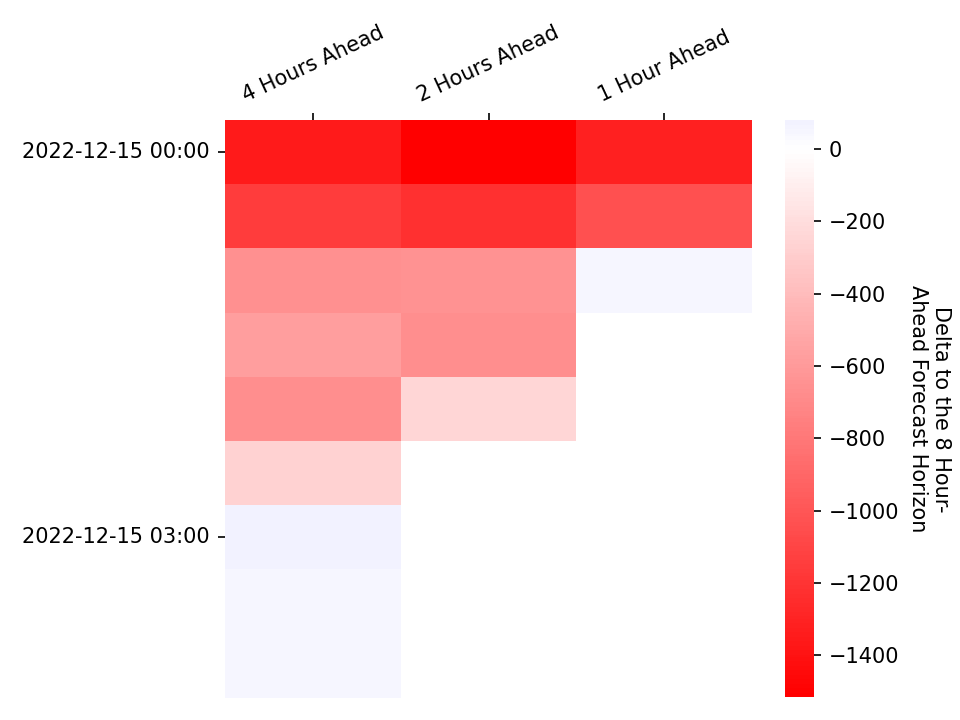 4 Hours Ahead
2 Hours Ahead
1 Hour Ahead
2022-12-15 00:00
2022-12-15 03:00
0
−200
−400
−600
−800
−1000
−1200
−1400
Delta to the 8 Hour-
Ahead Forecast Horizon